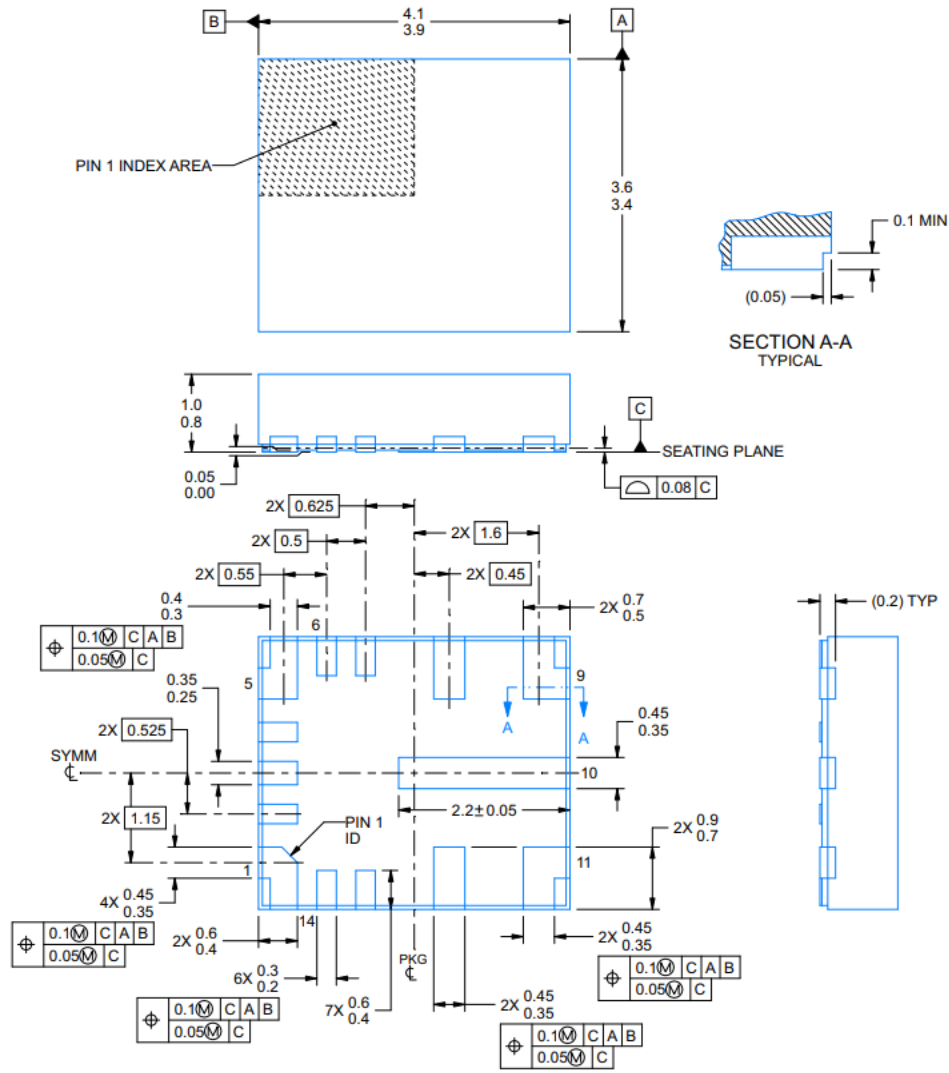 B
4.1
3.9
A
PIN 1 INDEX AREA
3.6
3.4
0.1 MIN
(0.05)
SECTION A-A
TYPICAL
1.0
0.8
C
SEATING PLANE
0.05
0.00
0.08 C
2X 0.625
2X 0.5
2X 1.6
2X 0.55
2X 0.45
0.4
0.3
2X 0.7
0.5
(0.2) TYP
6
0.1Ⓜ C A B
0.05Ⓜ C
5
9
0.35
0.25
A
A
0.45
0.35
2X 0.525
SYMM
℄
10
2.2±0.05
2X 1.15
PIN 1
ID
2X 0.9
0.7
1
11
4X 0.45
0.35
14
0.1Ⓜ C A B
0.05Ⓜ C
2X 0.6
0.4
PKG
℄
2X 0.45
0.35
6X 0.3
0.2
0.1Ⓜ C A B
0.05Ⓜ C
7X 0.6
0.4
2X 0.45
0.35
0.1Ⓜ C A B
0.05Ⓜ C
0.1Ⓜ C A B
0.05Ⓜ C